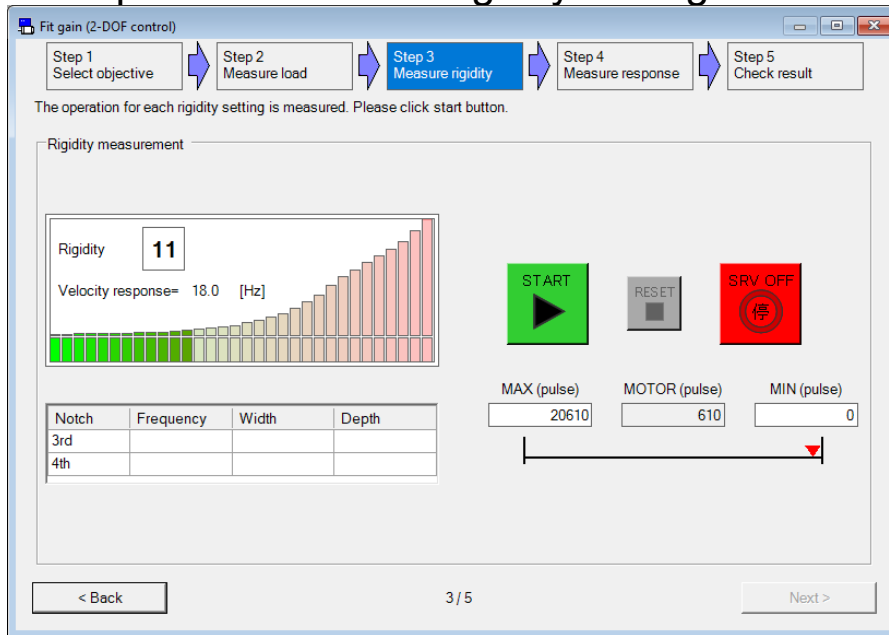 Fit gain (2-DOF control)
Step 1
Select objective
Step 2
Measure load
Step 3
Measure rigidity
Step 4
Measure response
Step 5
Check result
The operation for each rigidity setting is measured. Please click start button.
Rigidity measurement
Rigidity 11
Velocity response= 18.0 [Hz]
START
RESET
SRV OFF
停
MAX (pulse) MOTOR (pulse) MIN (pulse)
20610 610 0
Notch Frequency Width Depth
3rd
4th
< Back
3 / 5
Next >